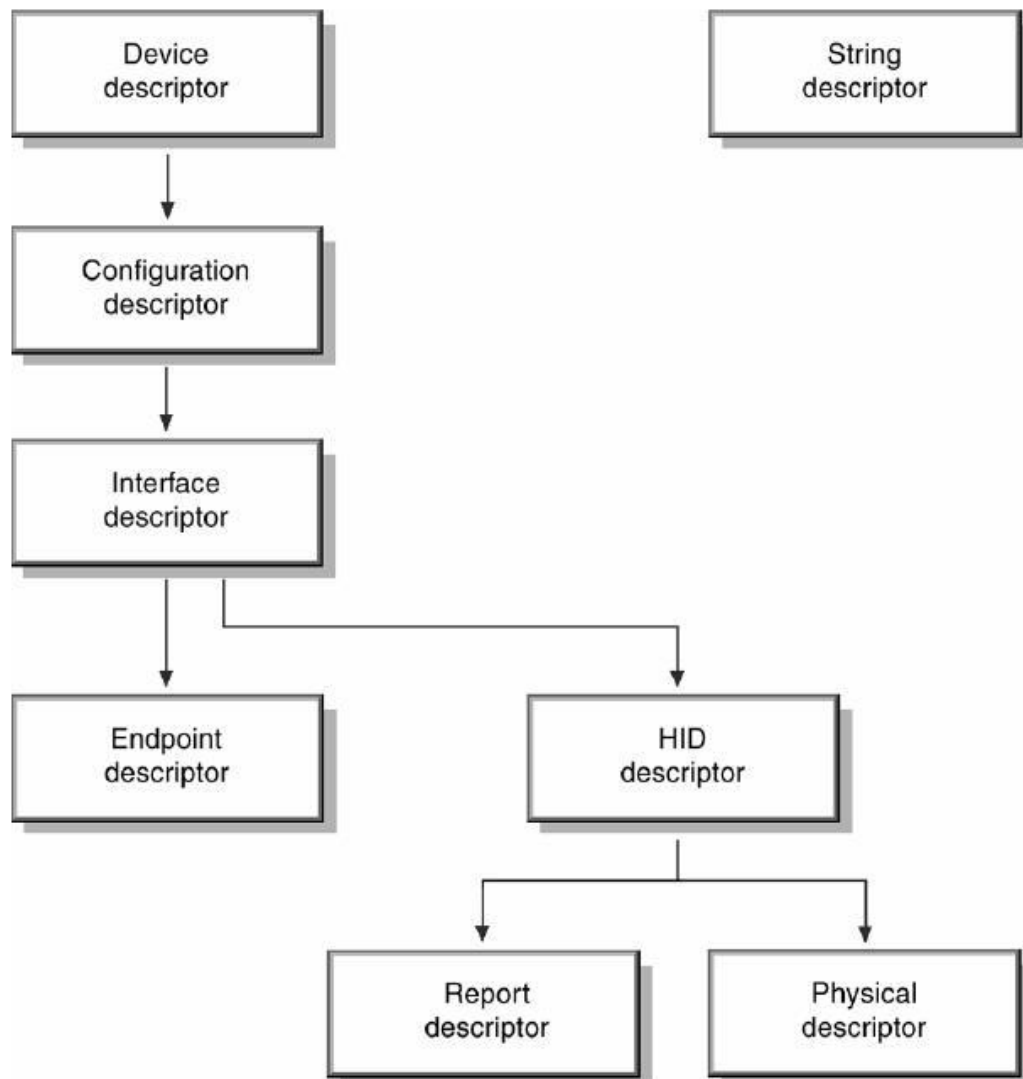 Device
descriptor
String
descriptor
Configuration
descriptor
Interface
descriptor
Endpoint
descriptor
HID
descriptor
Report
descriptor
Physical
descriptor